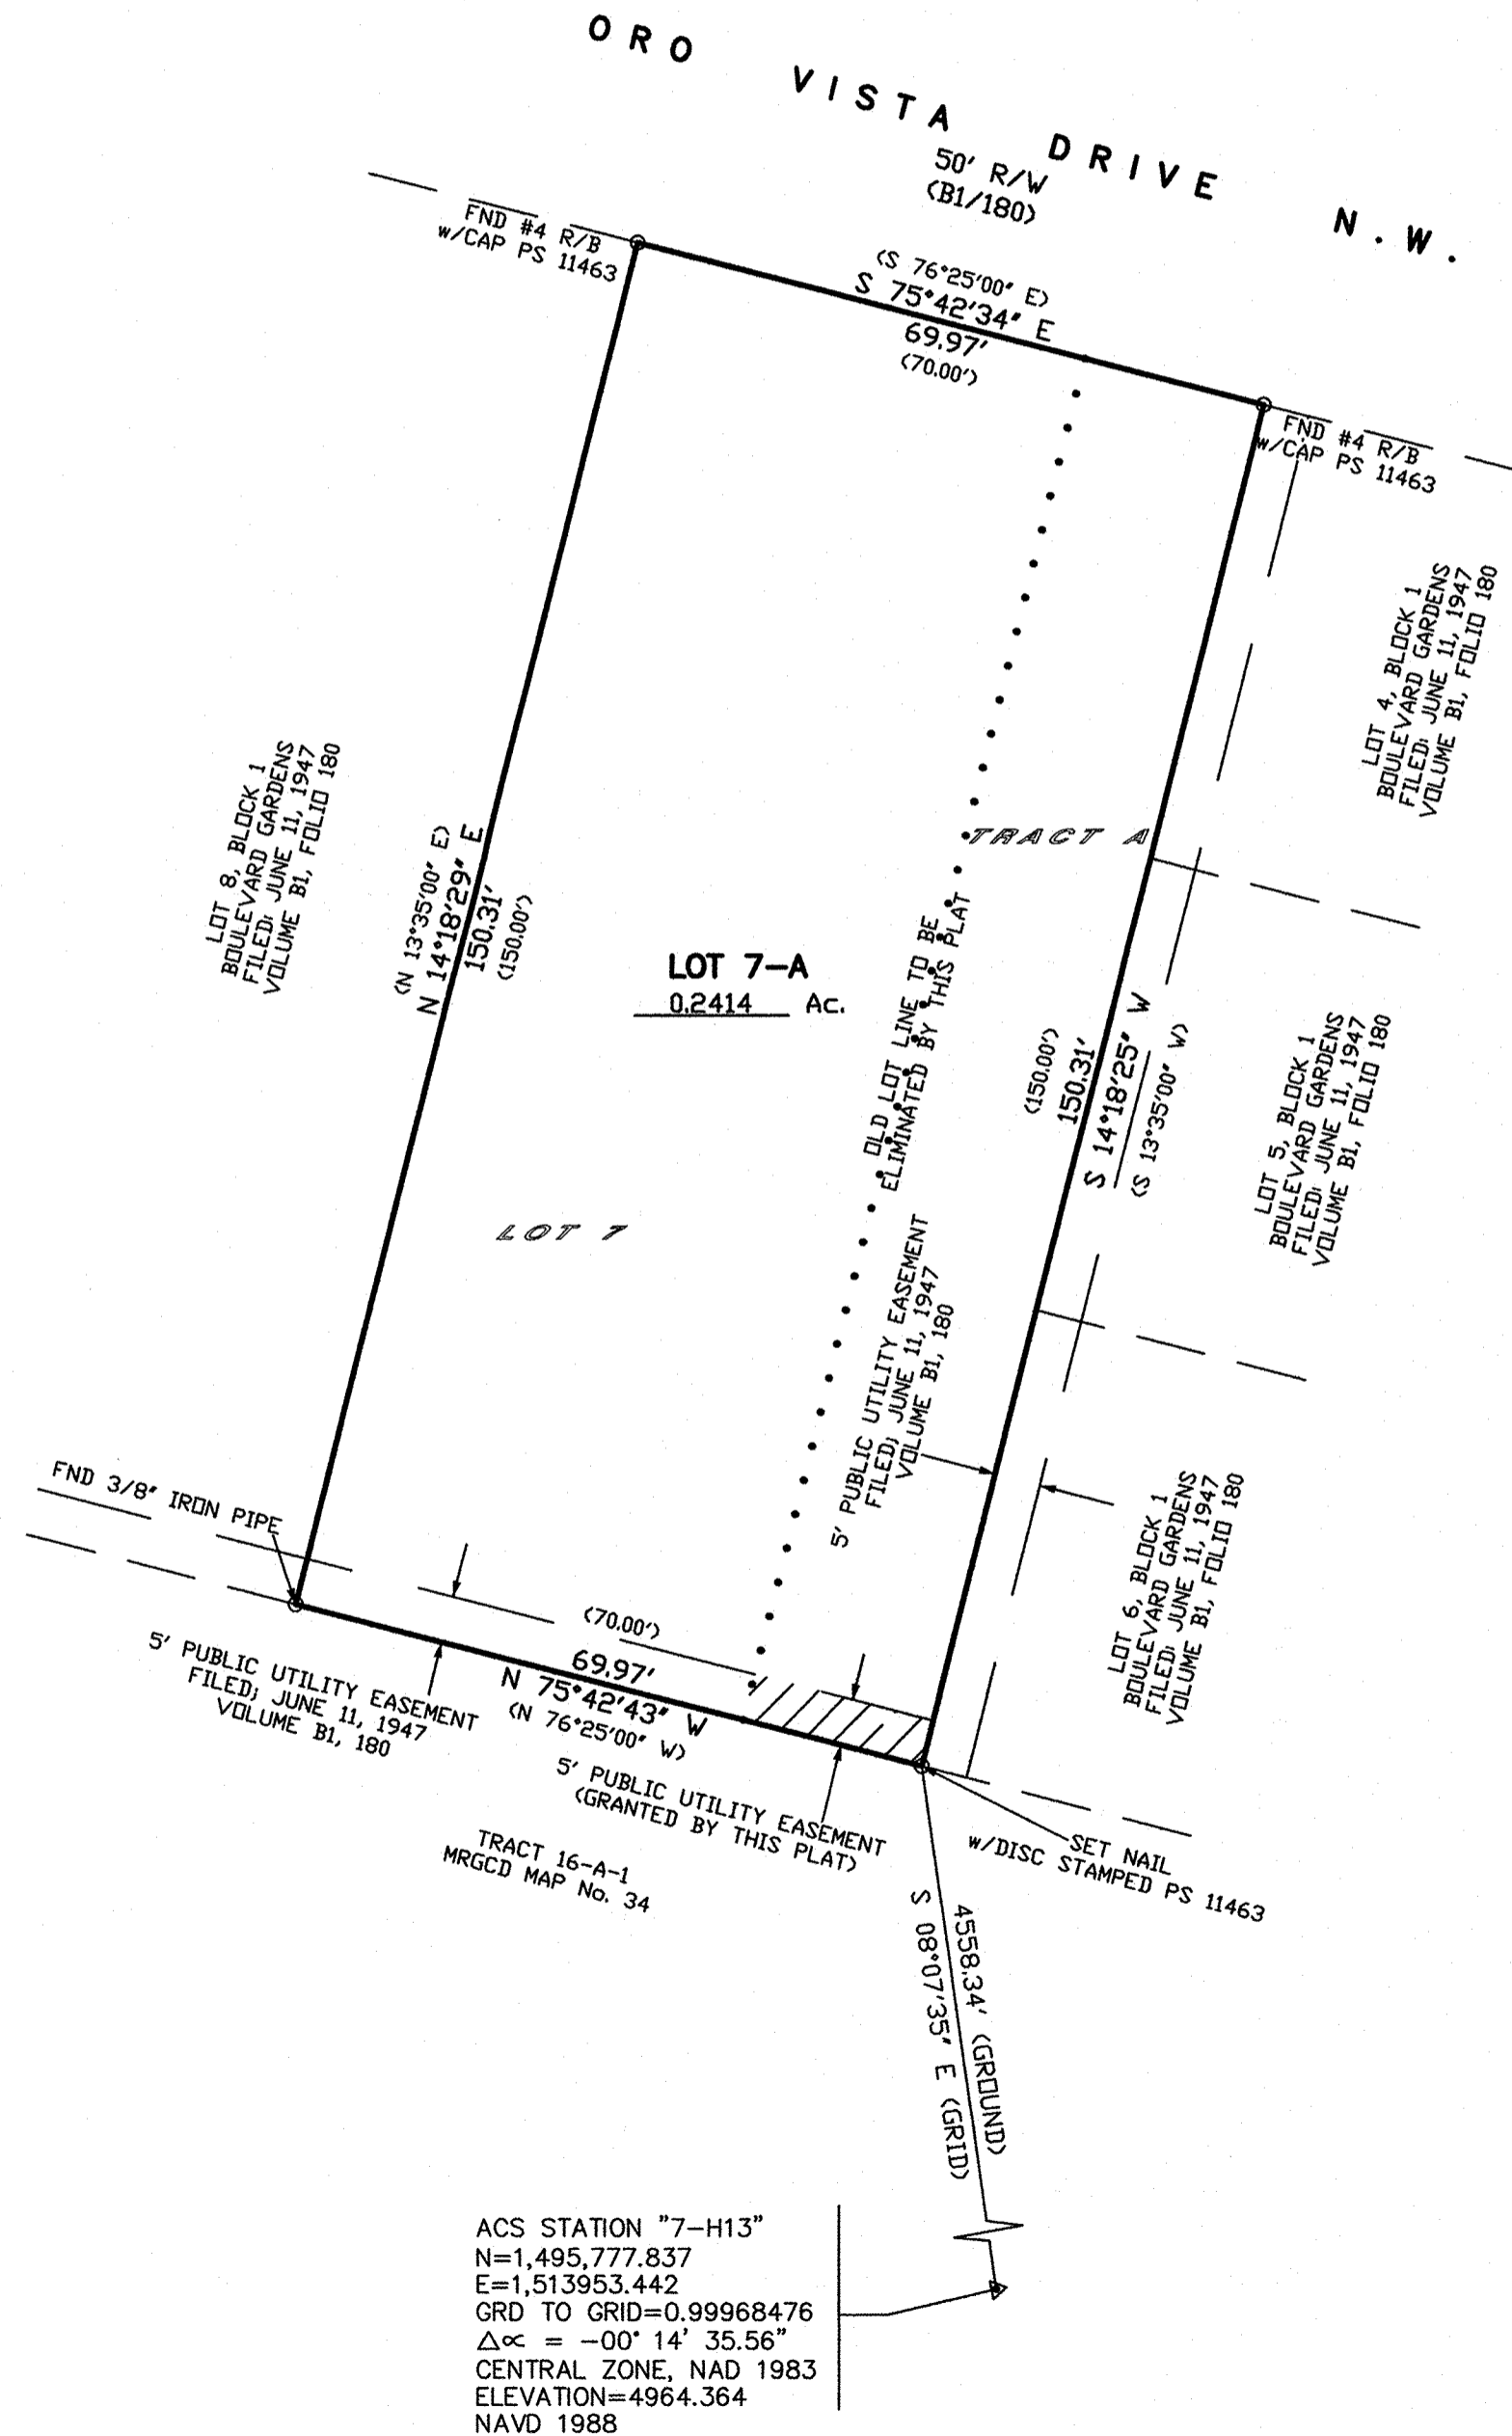 ORO VISTA DRIVE N.W.
50' R/W
(B1/180)
FND #4 R/B
w/CAP PS 11463
(S 76°25'00" E)
S 75°42'34" E
69.97'
(70.00')
FND #4 R/B
w/CAP PS 11463
LOT 4, BLOCK 1
BOULEVARD GARDENS
FILED: JUNE 11, 1947
VOLUME B1, FOLIO 180
LOT 8, BLOCK 1
BOULEVARD GARDENS
FILED: JUNE 11, 1947
VOLUME B1, FOLIO 180
(N 13°35'00" E)
N 14°18'29" E
150.31'
(150.00')
TRACT A
LOT 7-A
0.2414 Ac.
OLD LOT LINE TO BE
ELIMINATED BY THIS PLAT
(150.00')
150.31'
S 14°18'25" W
(S 13°35'00" W)
LOT 5, BLOCK 1
BOULEVARD GARDENS
FILED: JUNE 11, 1947
VOLUME B1, FOLIO 180
LOT 7
5' PUBLIC UTILITY EASEMENT
FILED; JUNE 11, 1947
VOLUME B1, 180
FND 3/8" IRON PIPE
LOT 6, BLOCK 1
BOULEVARD GARDENS
FILED: JUNE 11, 1947
VOLUME B1, FOLIO 180
(70.00')
69.97'
N 75°42'43" W
(N 76°25'00" W)
5' PUBLIC UTILITY EASEMENT
FILED; JUNE 11, 1947
VOLUME B1, 180
5' PUBLIC UTILITY EASEMENT
(GRANTED BY THIS PLAT)
TRACT 16-A-1
MRGCD MAP No. 34
SET NAIL
w/DISC STAMPED PS 11463
4558.34' (GROUND)
S 08°07'35" E (GRID)
ACS STATION "7-H13"
N=1,495,777.837
E=1,513953.442
GRD TO GRID=0.99968476
△∝ = -00° 14' 35.56"
CENTRAL ZONE, NAD 1983
ELEVATION=4964.364
NAVD 1988